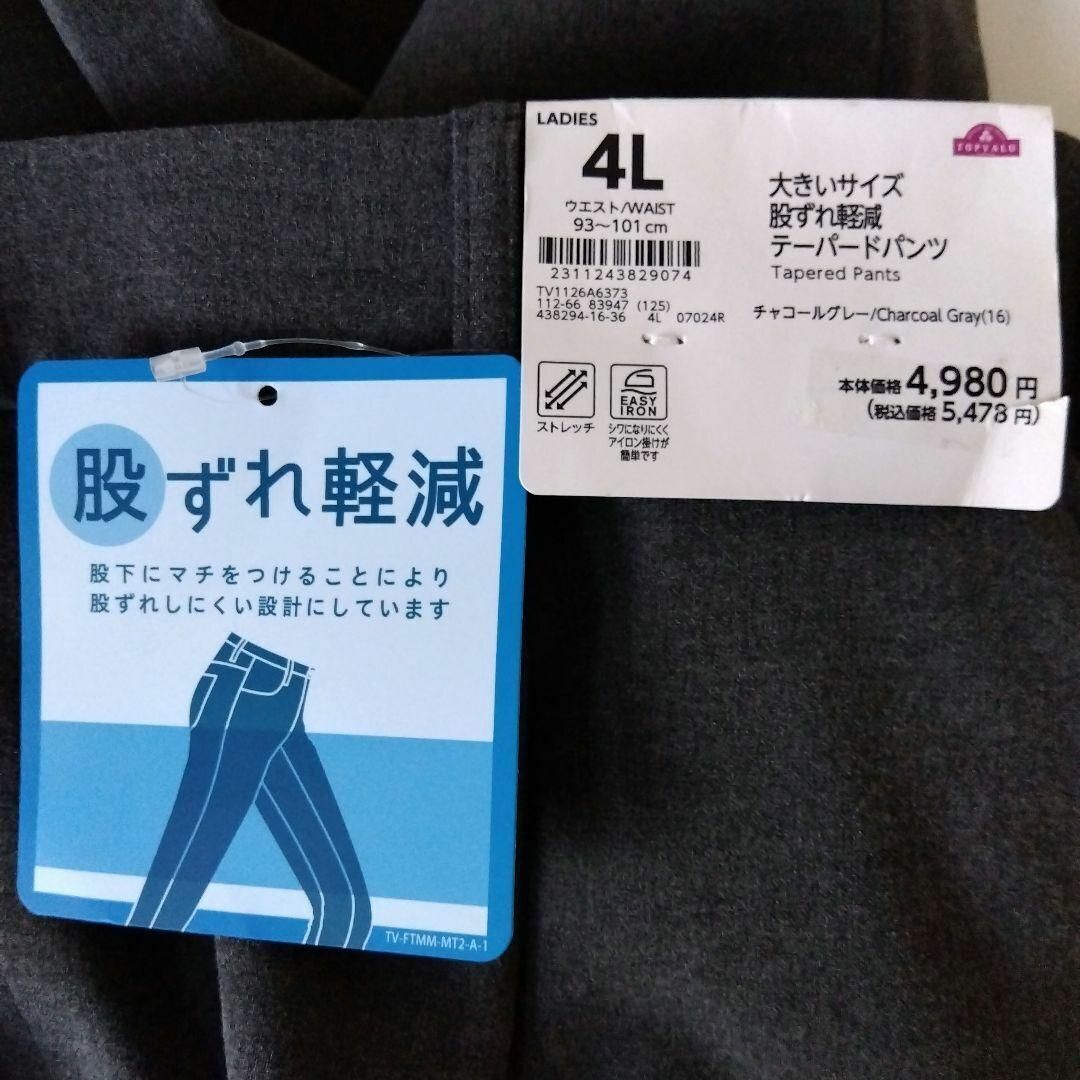 LADIES
4L
ウエスト/WAIST
93〜101cm
2311243829074
TV1126A6373
112-66 83947 (125)
438294-16-36 4L 07024R
ストレッチ
EASY
IRON
シワになりにくく
アイロン掛けが
簡単です
TOPVALU
大きいサイズ
股ずれ軽減
テーパードパンツ
Tapered Pants
チャコールグレー/Charcoal Gray(16)
本体価格 4,980 円
(税込価格 5,478 円)
股ずれ軽減
股下にマチをつけることにより
股ずれしにくい設計にしています
TV-FTMM-MT2-A-1